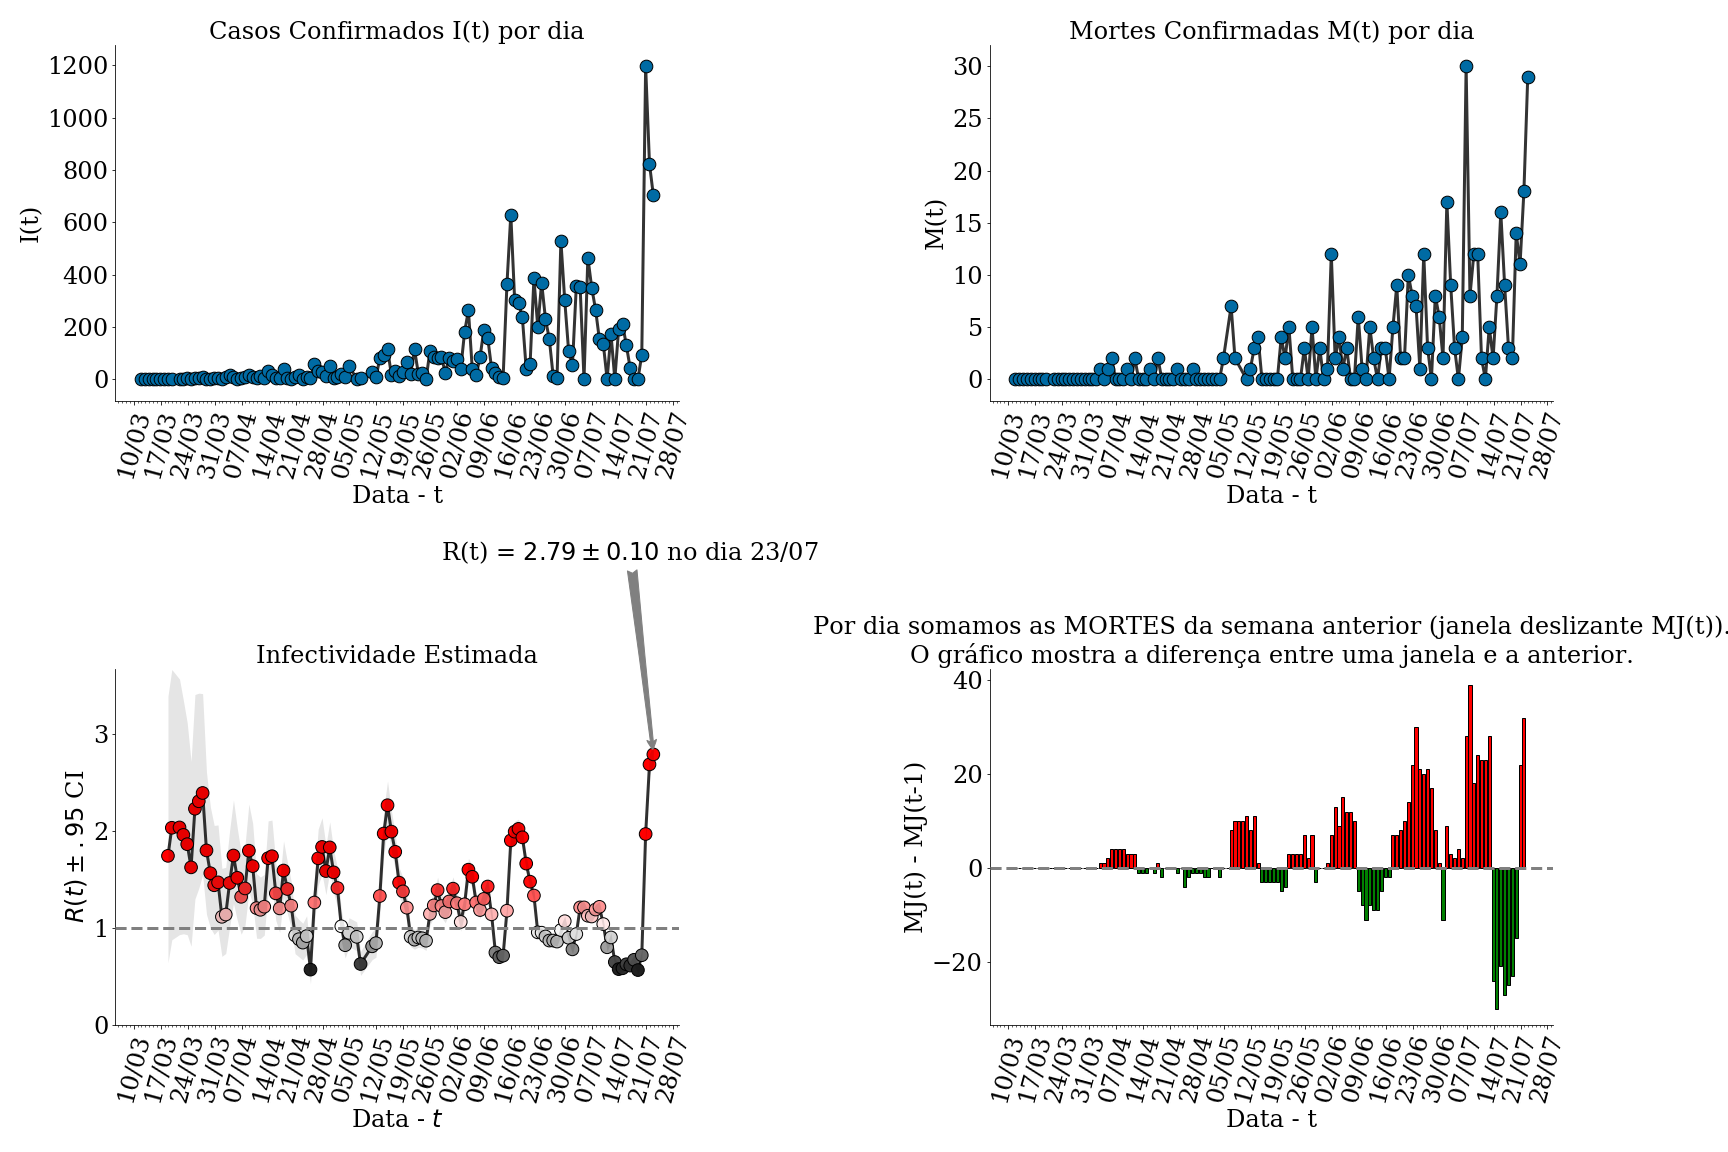 Casos Confirmados I(t) por dia
1200
1000
800
600
400
200
0
I(t)
10/03 17/03 24/03 31/03 07/04 14/04 21/04 28/04 05/05 12/05 19/05 26/05 02/06 09/06 16/06 23/06 30/06 07/07 14/07 21/07 28/07
Data - t
Mortes Confirmadas M(t) por dia
30
25
20
15
10
5
0
M(t)
10/03 17/03 24/03 31/03 07/04 14/04 21/04 28/04 05/05 12/05 19/05 26/05 02/06 09/06 16/06 23/06 30/06 07/07 14/07 21/07 28/07
Data - t
R(t) = 2.79 ± 0.10 no dia 23/07
Infectividade Estimada
3
2
1
0
R(t) ± .95 CI
10/03 17/03 24/03 31/03 07/04 14/04 21/04 28/04 05/05 12/05 19/05 26/05 02/06 09/06 16/06 23/06 30/06 07/07 14/07 21/07 28/07
Data - t
Por dia somamos as MORTES da semana anterior (janela deslizante MJ(t)).
O gráfico mostra a diferença entre uma janela e a anterior.
40
20
0
−20
MJ(t) - MJ(t-1)
10/03 17/03 24/03 31/03 07/04 14/04 21/04 28/04 05/05 12/05 19/05 26/05 02/06 09/06 16/06 23/06 30/06 07/07 14/07 21/07 28/07
Data - t